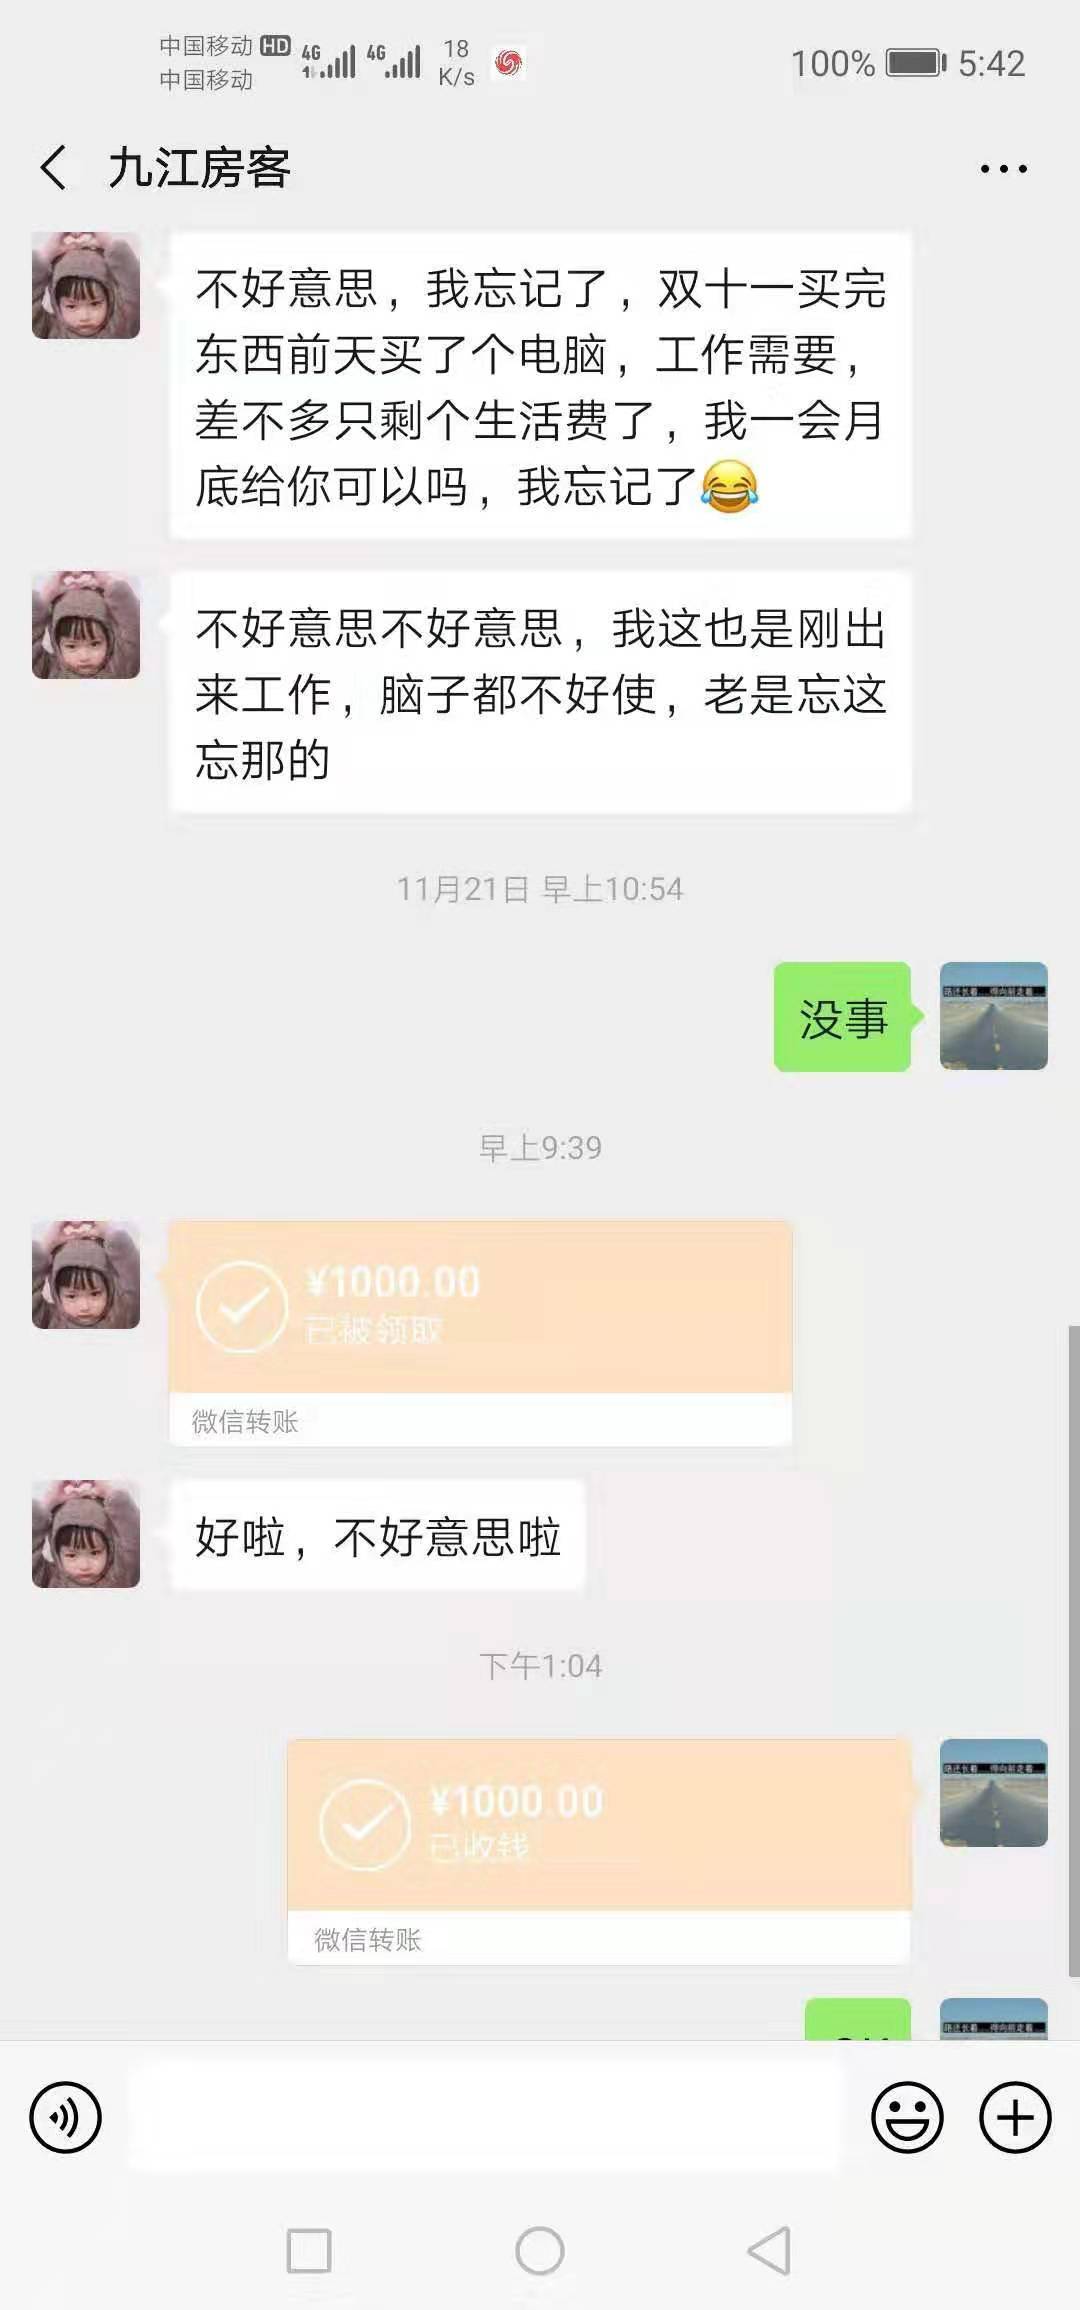 中国移动 HD 4G 4G 18 100% 5:42
中国移动 K/s
九江房客
不好意思，我忘记了，双十一买完
东西前天买了个电脑，工作需要，
差不多只剩个生活费了，我一会月
底给你可以吗，我忘记了😂
不好意思不好意思，我这也是刚出
来工作，脑子都不好使，老是忘这
忘那的
11月21日 早上10:54
没事
早上9:39
¥1000.00
已被领取
微信转账
好啦，不好意思啦
下午1:04
¥1000.00
已收钱
微信转账